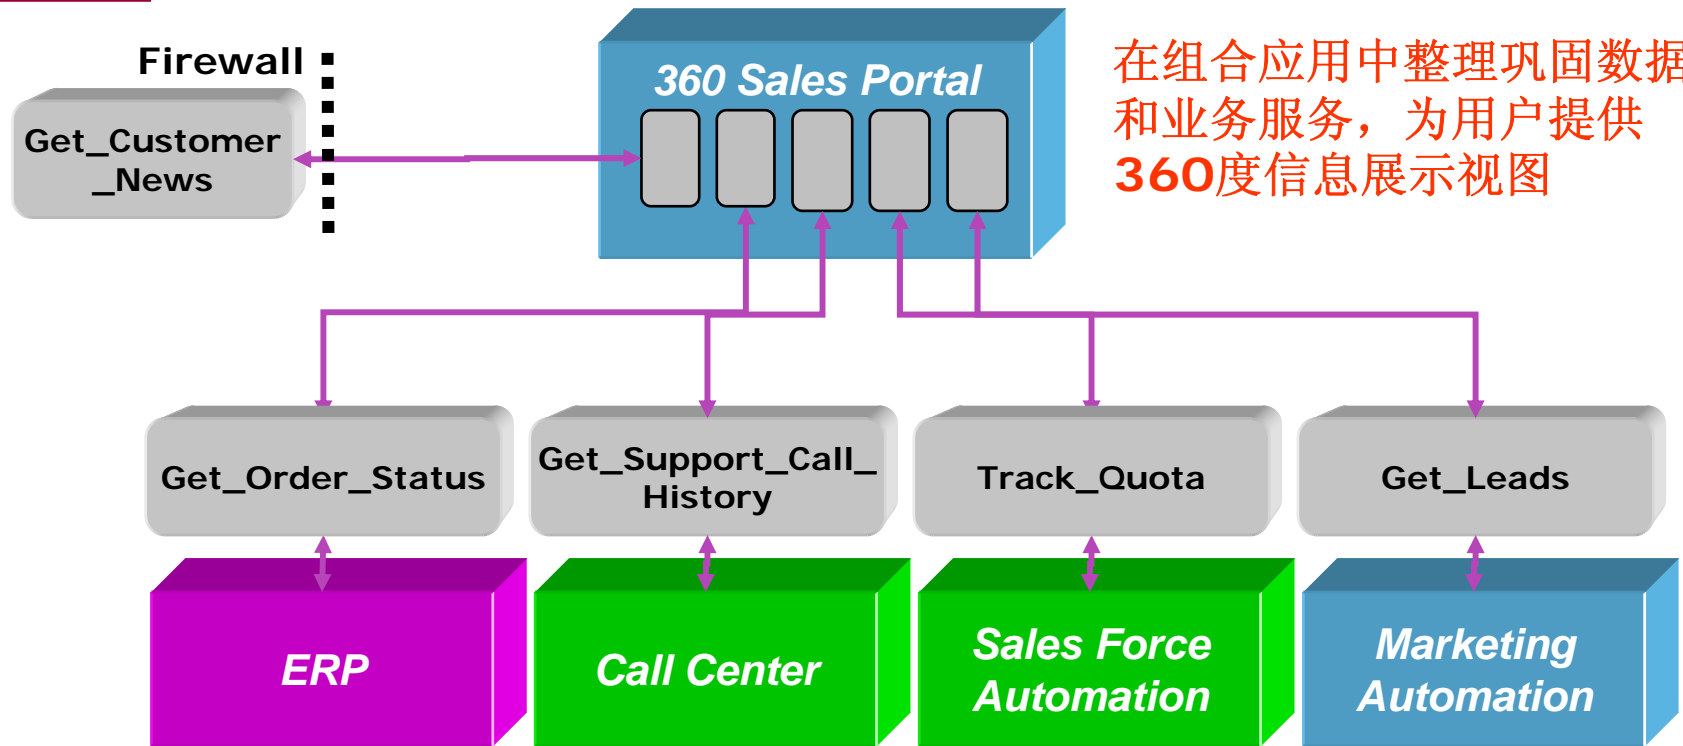 Firewall
Get_Customer
_News
360 Sales Portal
在组合应用中整理巩固数据
和业务服务，为用户提供
360度信息展示视图
Get_Order_Status
Get_Support_Call_
History
Track_Quota
Get_Leads
ERP
Call Center
Sales Force
Automation
Marketing
Automation